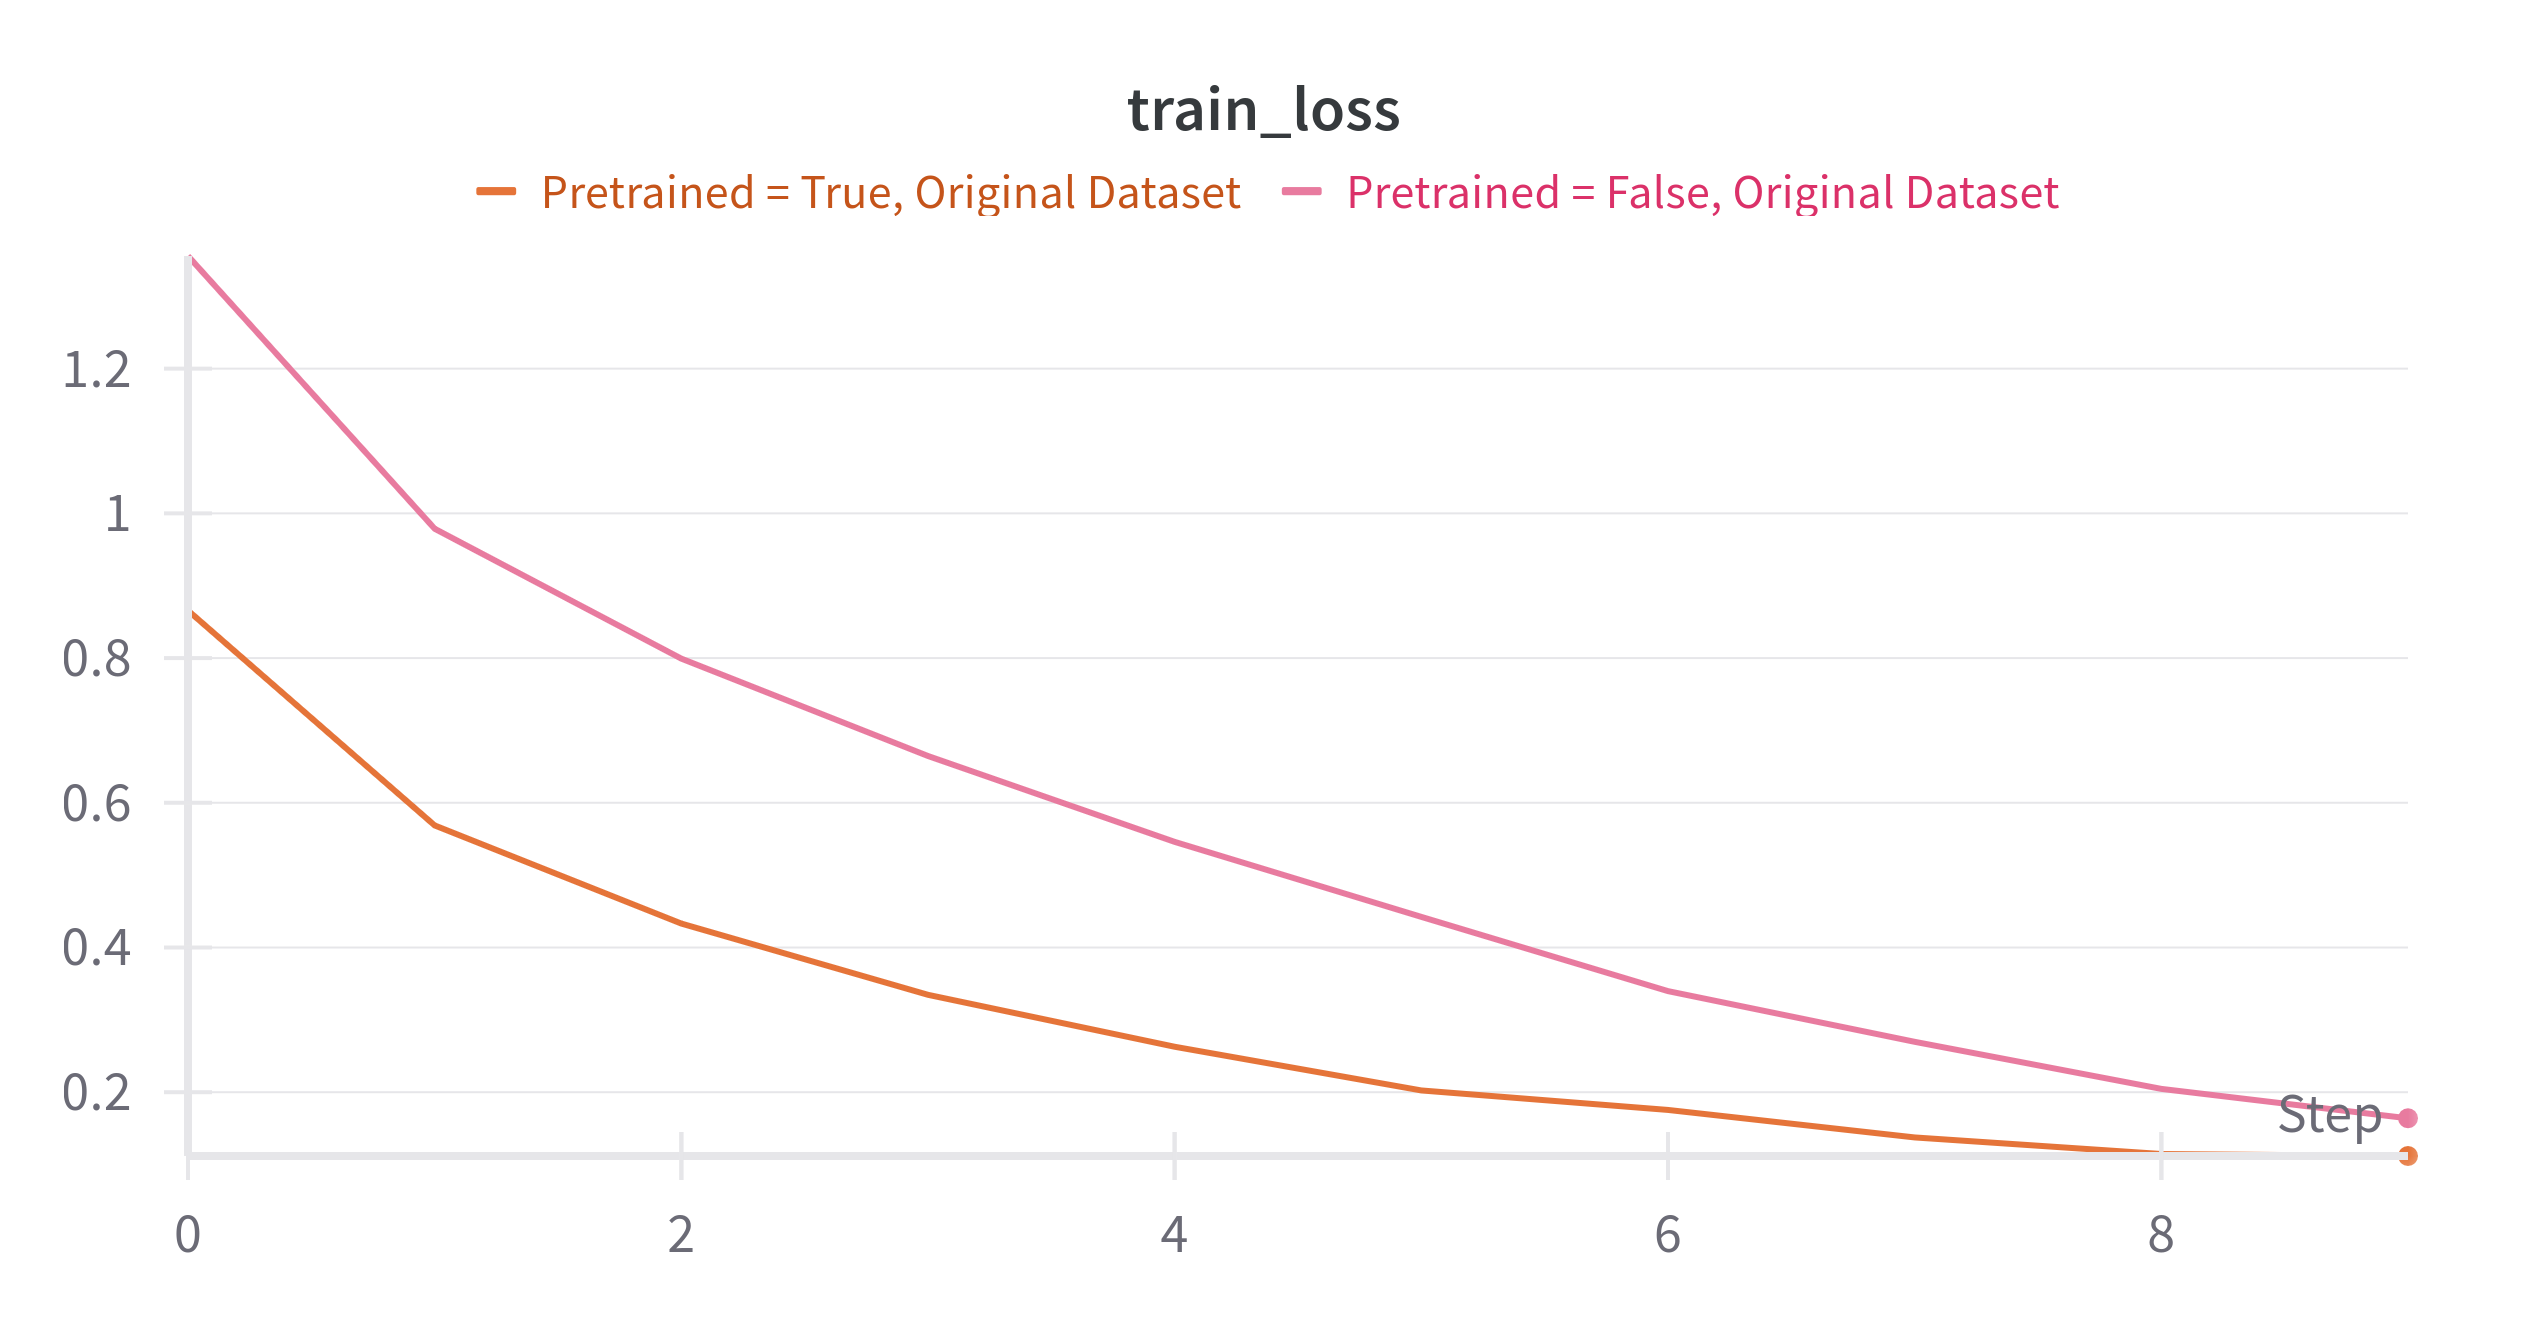 train_loss
Pretrained = True, Original Dataset Pretrained = False, Original Dataset
1.2
1
0.8
0.6
0.4
0.2
Step
0 2 4 6 8